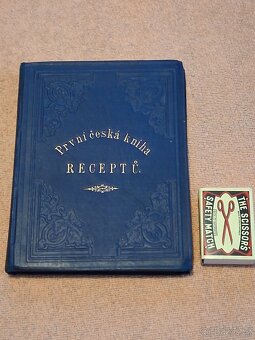 První česká kniha
RECEPTŮ.
THE SCISSORS
SAFETY MATCH